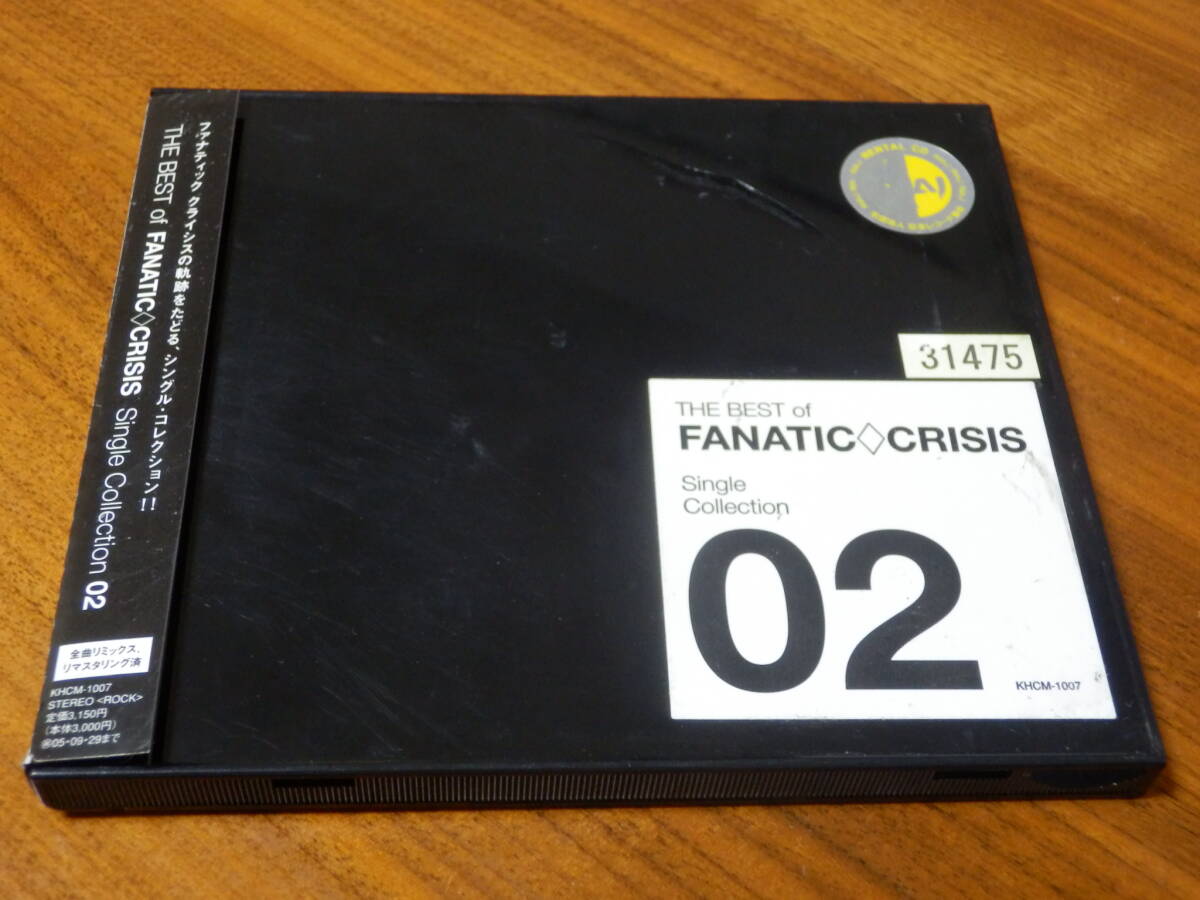 ファナティック クライシスの軌跡をたどる、シングル・コレクション!!
THE BEST of FANATIC◇CRISIS Single Collection 02
全曲リミックス、
リマスタリング済
KHCM-1007
STEREO <ROCK>
定価3,150円
(本体3,000円)
05・09・29まで
RENTAL CD
2
31475
THE BEST of
FANATIC◇CRISIS
Single
Collection
02
KHCM-1007